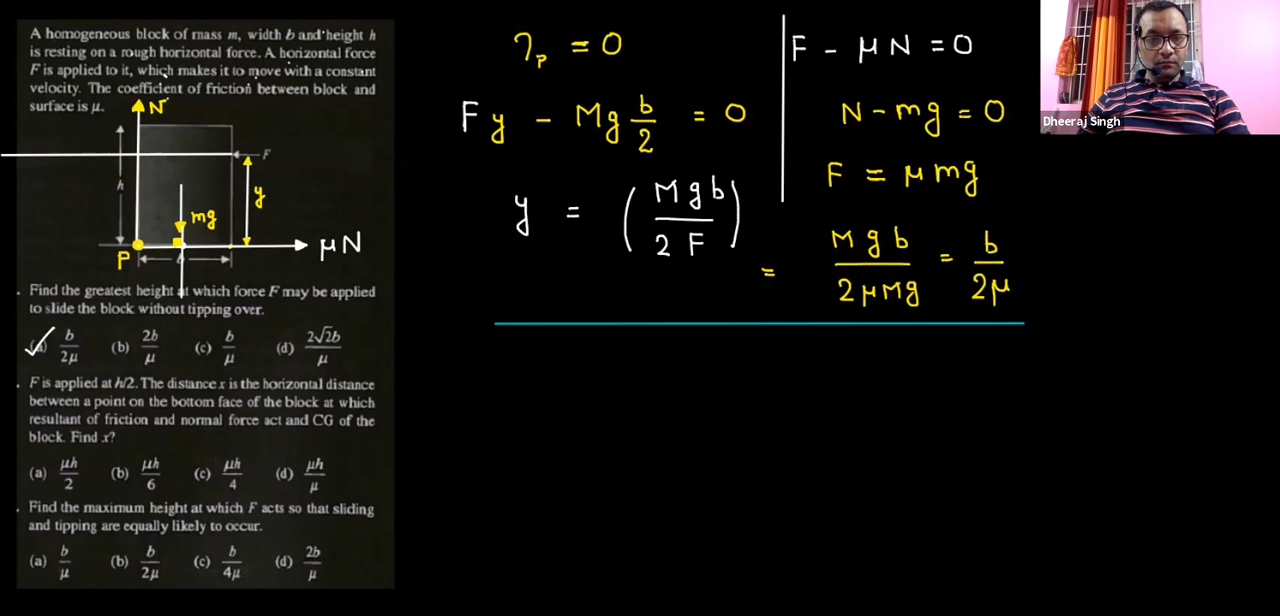 A homogeneous block of mass m, width b and height h
is resting on a rough horizontal force. A horizontal force
F is applied to it, which makes it to move with a constant
velocity. The coefficient of friction between block and
surface is μ.
N
h
F
y
mg
P
μN
Find the greatest height at which force F may be applied
to slide the block without tipping over.
(a) b/2μ (b) 2b/μ (c) b/μ (d) 2√2b/μ
F is applied at h/2. The distance x is the horizontal distance
between a point on the bottom face of the block at which
resultant of friction and normal force act and CG of the
block. Find x?
(a) μh/2 (b) μh/6 (c) μh/4 (d) μh/μ
Find the maximum height at which F acts so that sliding
and tipping are equally likely to occur.
(a) b/μ (b) b/2μ (c) b/4μ (d) 2b/μ
τp = 0
Fy - Mg b/2 = 0
y = (Mgb/2F)
F - μN = 0
N - mg = 0
F = μmg
= Mgb/2μMg = b/2μ
Dheeraj Singh